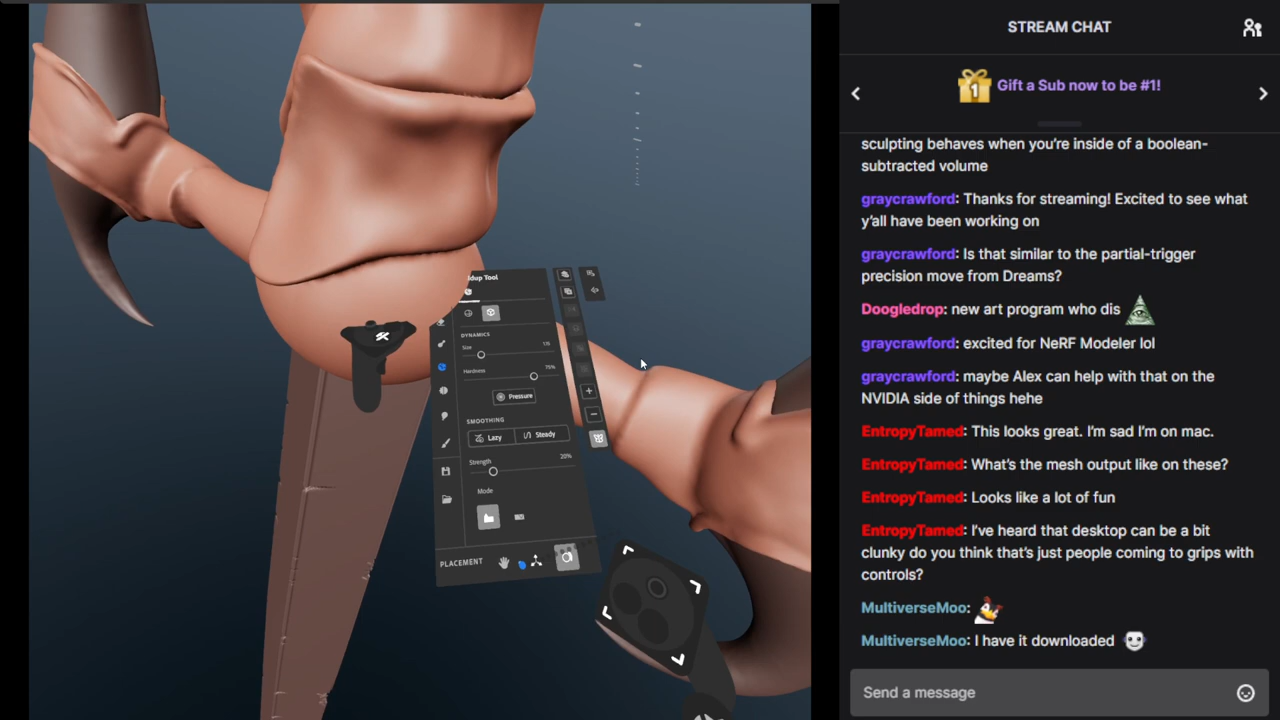 STREAM CHAT
1
Gift a Sub now to be #1!
sculpting behaves when you’re inside of a boolean-
subtracted volume
graycrawford: Thanks for streaming! Excited to see what
y’all have been working on
graycrawford: Is that similar to the partial-trigger
precision move from Dreams?
Doogledrop: new art program who dis
graycrawford: excited for NeRF Modeler lol
graycrawford: maybe Alex can help with that on the
NVIDIA side of things hehe
EntropyTamed: This looks great. I’m sad I’m on mac.
EntropyTamed: What’s the mesh output like on these?
EntropyTamed: Looks like a lot of fun
EntropyTamed: I’ve heard that desktop can be a bit
clunky do you think that’s just people coming to grips with
controls?
MultiverseMoo:
MultiverseMoo: I have it downloaded
Send a message
Tool
DYNAMICS
Size
Hardness 75%
Pressure
SMOOTHING
Lazy Steady
Strength 20%
Mode
PLACEMENT